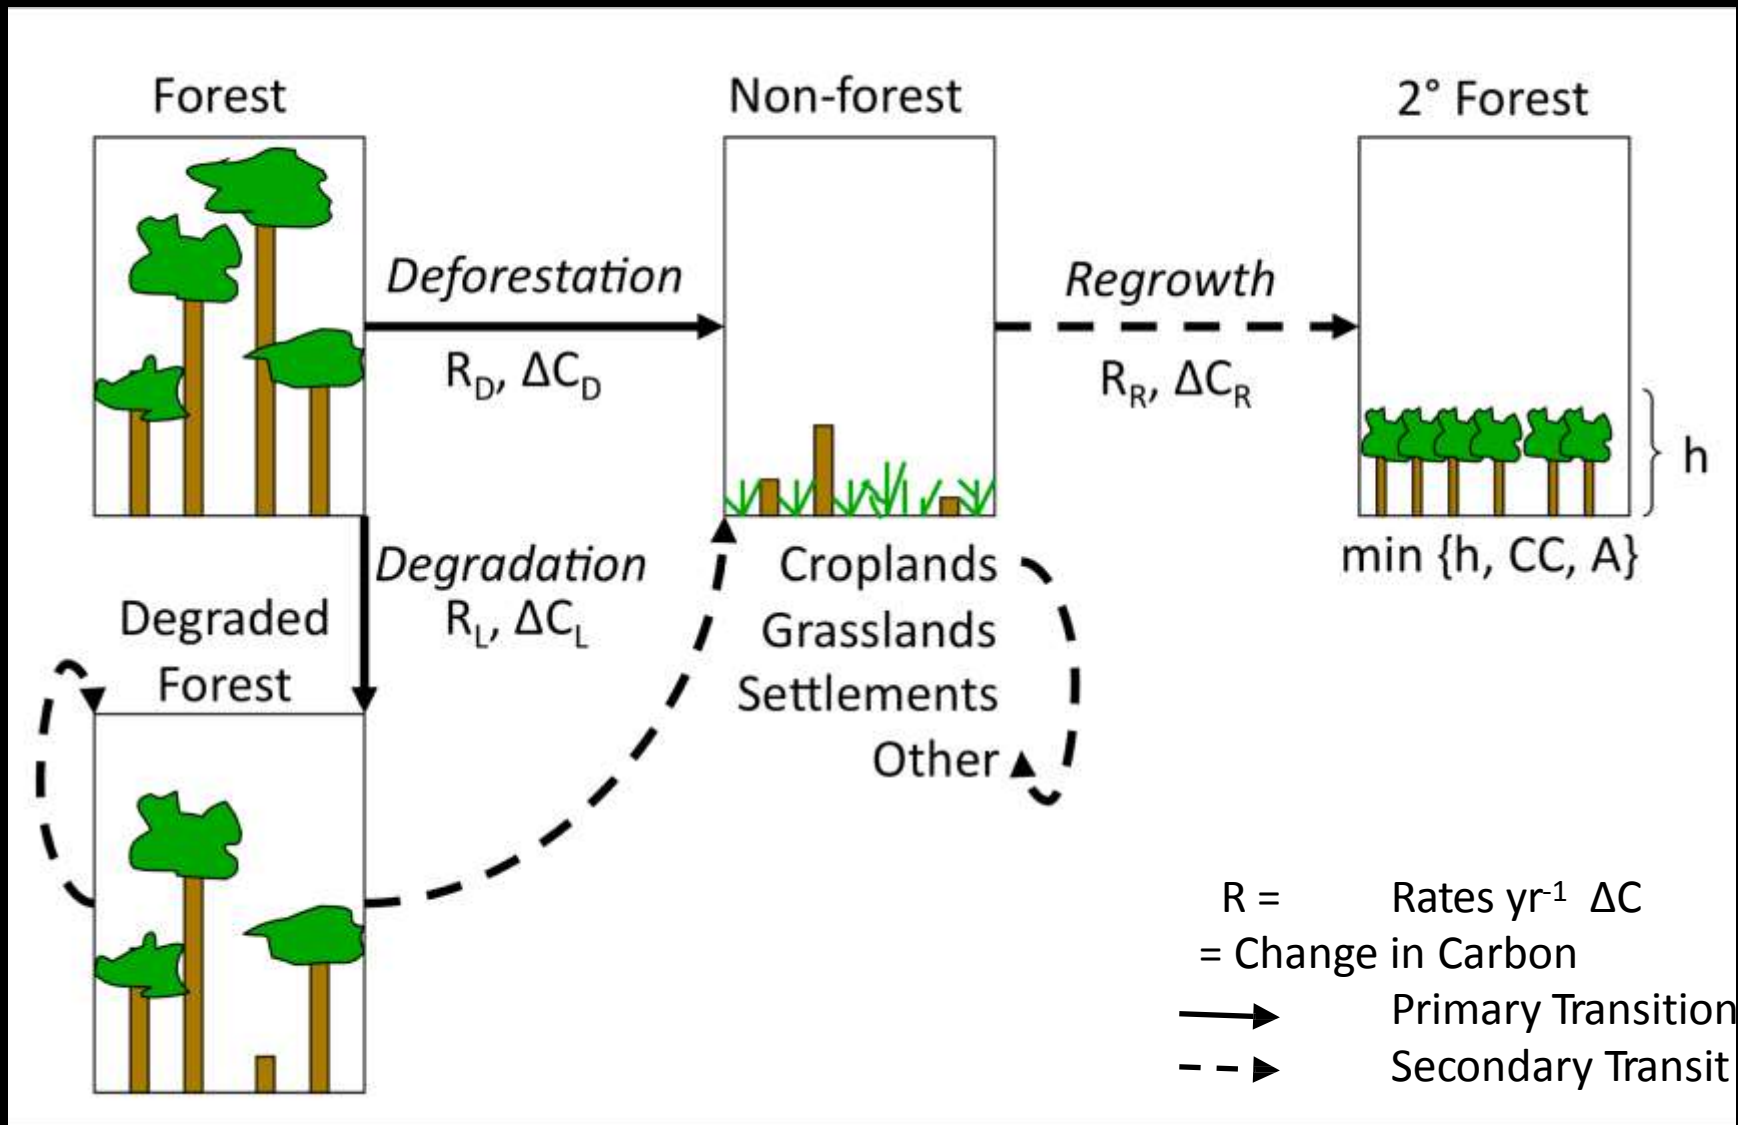 Forest
Non-forest
2° Forest
Deforestation
R_D, ΔC_D
Regrowth
R_R, ΔC_R
h
min {h, CC, A}
Degradation
R_L, ΔC_L
Degraded
Forest
Croplands
Grasslands
Settlements
Other
R = Rates yr⁻¹ ΔC
= Change in Carbon
Primary Transition
Secondary Transit